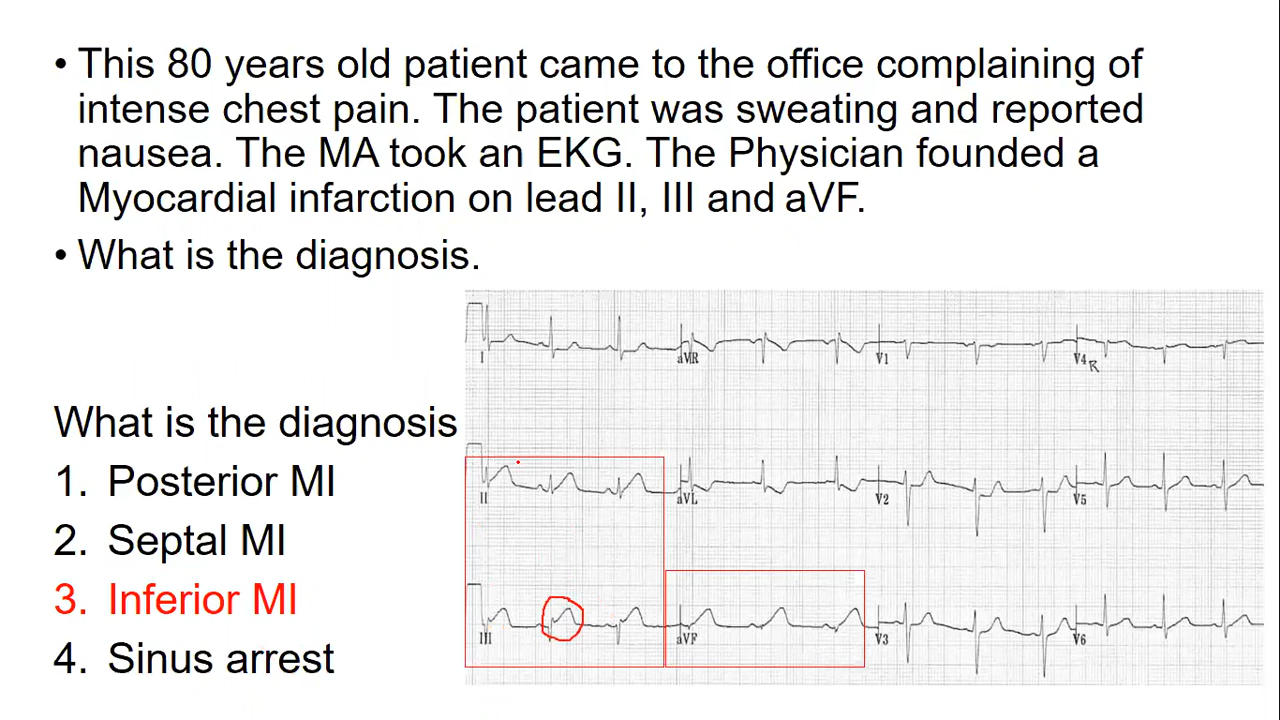 • This 80 years old patient came to the office complaining of
intense chest pain. The patient was sweating and reported
nausea. The MA took an EKG. The Physician founded a
Myocardial infarction on lead II, III and aVF.
• What is the diagnosis.
What is the diagnosis
1. Posterior MI
2. Septal MI
3. Inferior MI
4. Sinus arrest
I aVR V1 V4R
II aVL V2 V5
III aVF V3 V6